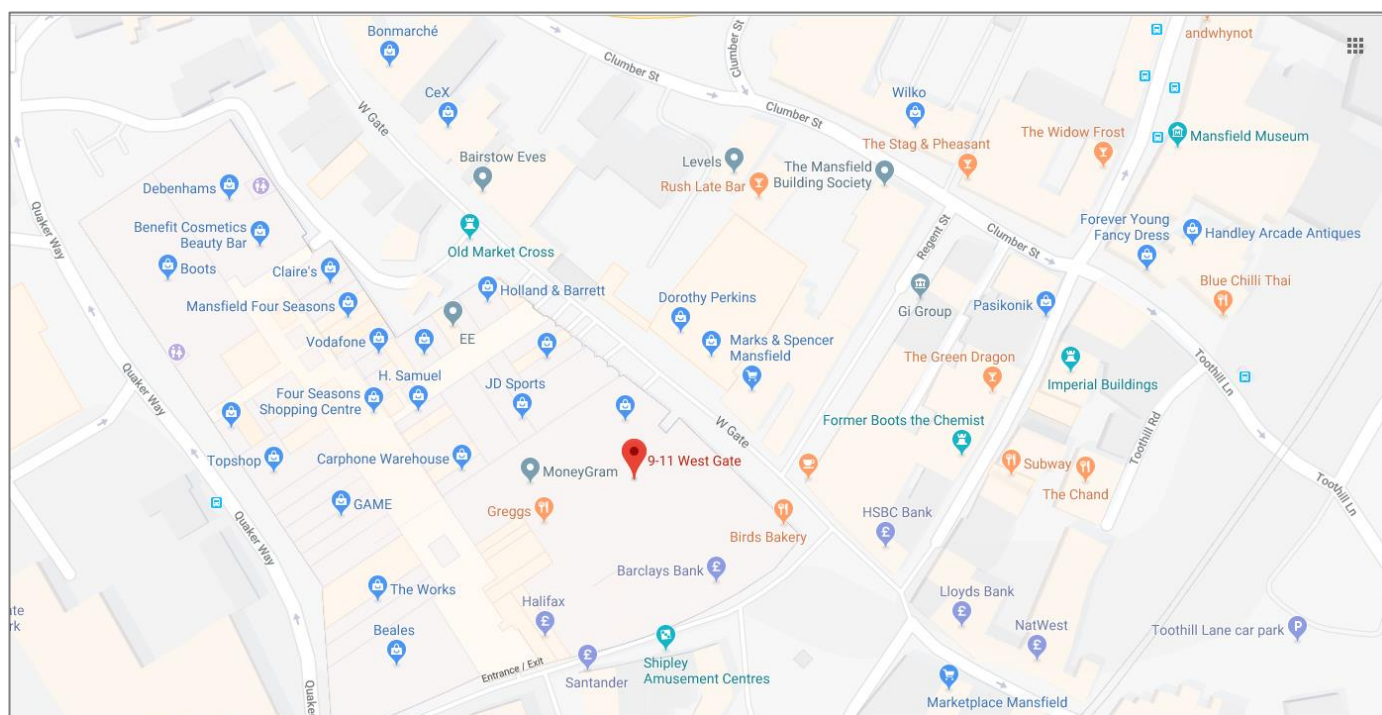 andwhynot
Bonmarché
Clumber St
Clumber St
Clumber St
CeX
Wilko
W Gate
The Stag & Pheasant
The Widow Frost
Mansfield Museum
Bairstow Eves
Levels
Rush Late Bar
The Mansfield
Building Society
Debenhams
Quaker Way
Benefit Cosmetics
Beauty Bar
Old Market Cross
Regent St
Clumber St
Forever Young
Fancy Dress
Handley Arcade Antiques
Boots
Claire's
Holland & Barrett
Blue Chilli Thai
Mansfield Four Seasons
Dorothy Perkins
Gi Group
Pasikonik
Vodafone
EE
Marks & Spencer
Mansfield
The Green Dragon
Imperial Buildings
Toothill Ln
H. Samuel
JD Sports
Quaker Way
Four Seasons
Shopping Centre
Former Boots the Chemist
W Gate
Toothill Rd
Topshop
Carphone Warehouse
MoneyGram
9-11 West Gate
Subway
The Chand
Toothill Ln
GAME
Greggs
HSBC Bank
Birds Bakery
Quaker Way
Barclays Bank
The Works
Halifax
Lloyds Bank
NatWest
Toothill Lane car park
P
Beales
Entrance / Exit
Santander
Shipley
Amusement Centres
Marketplace Mansfield
Quaker
ate
rk